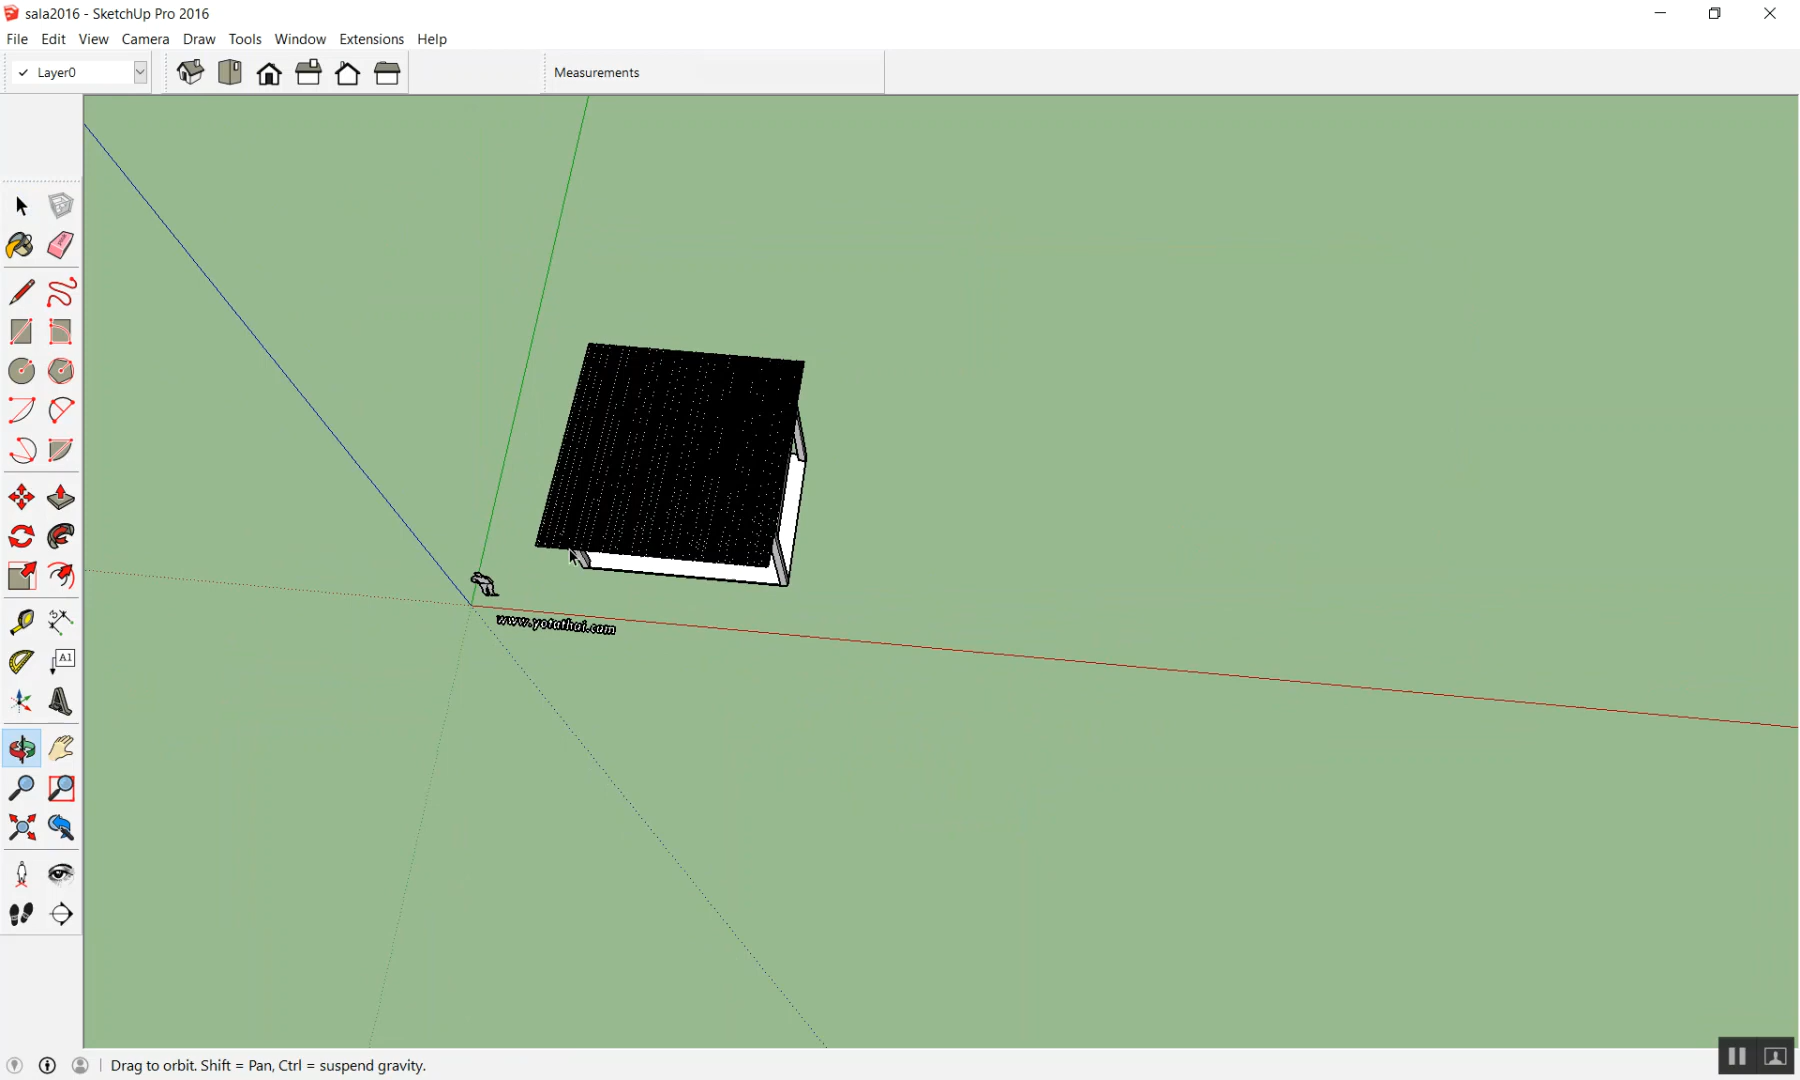 sala2016 - SketchUp Pro 2016
File Edit View Camera Draw Tools Window Extensions Help
Layer0
Measurements
A1
www.yotathai.com
Drag to orbit. Shift = Pan, Ctrl = suspend gravity.